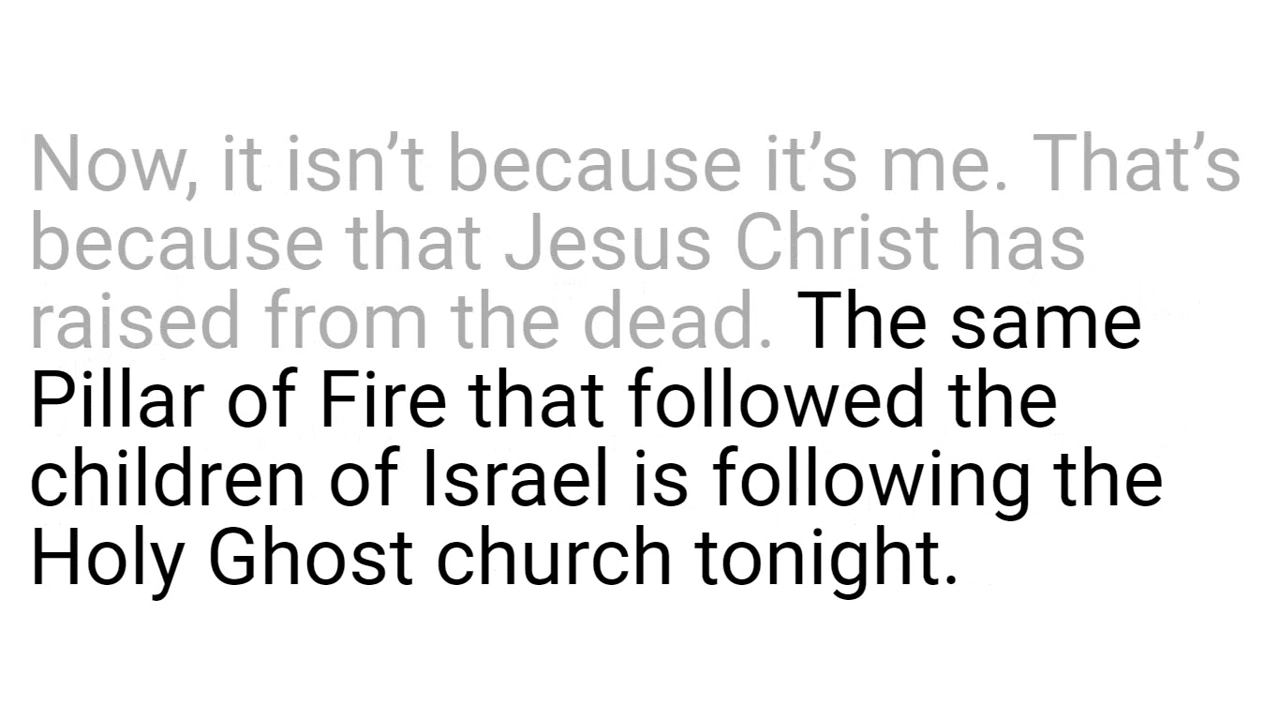 Now, it isn’t because it’s me. That’s
because that Jesus Christ has
raised from the dead. The same
Pillar of Fire that followed the
children of Israel is following the
Holy Ghost church tonight.